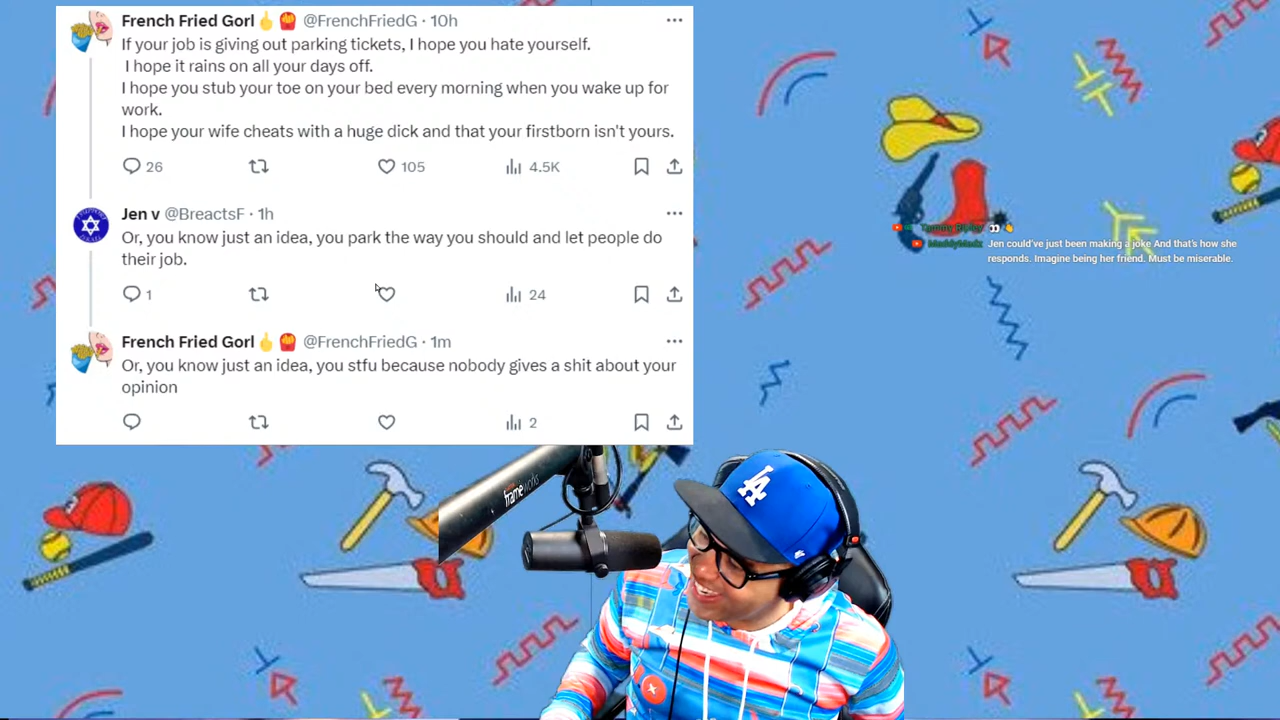 French Fried Gorl🖕🍟 @FrenchFriedG · 10h
If your job is giving out parking tickets, I hope you hate yourself.
I hope it rains on all your days off.
I hope you stub your toe on your bed every morning when you wake up for
work.
I hope your wife cheats with a huge dick and that your firstborn isn't yours.
26 105 4.5K
Jen v @BreactsF · 1h
Or, you know just an idea, you park the way you should and let people do
their job.
1 24
French Fried Gorl🖕🍟 @FrenchFriedG · 1m
Or, you know just an idea, you stfu because nobody gives a shit about your
opinion
2
MaddyMadz Jen could've just been making a joke And that's how she
responds. Imagine being her friend. Must be miserable.
frameworks
LA